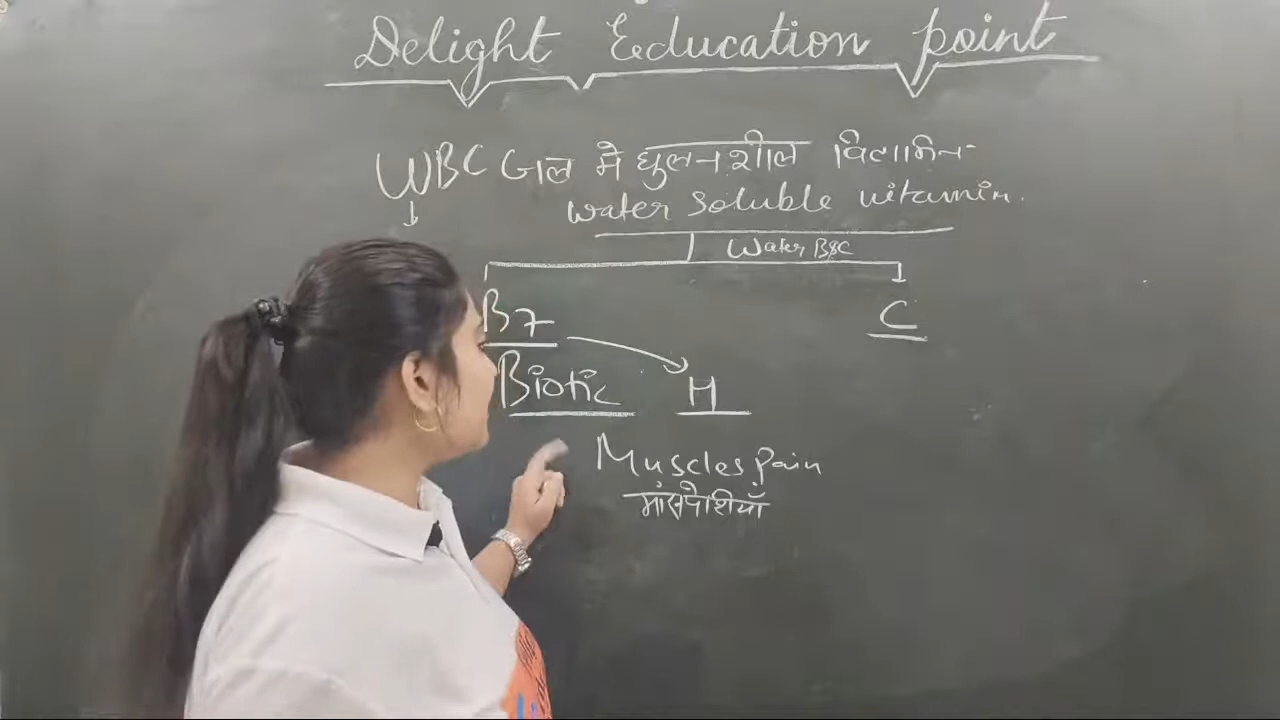 Delight Education point
WBC जल में घुलनशील विटामिन-
water soluble vitamin.
Water B&C
B7
C
Biotic
H
Muscles pain
मांसपेशियाँ